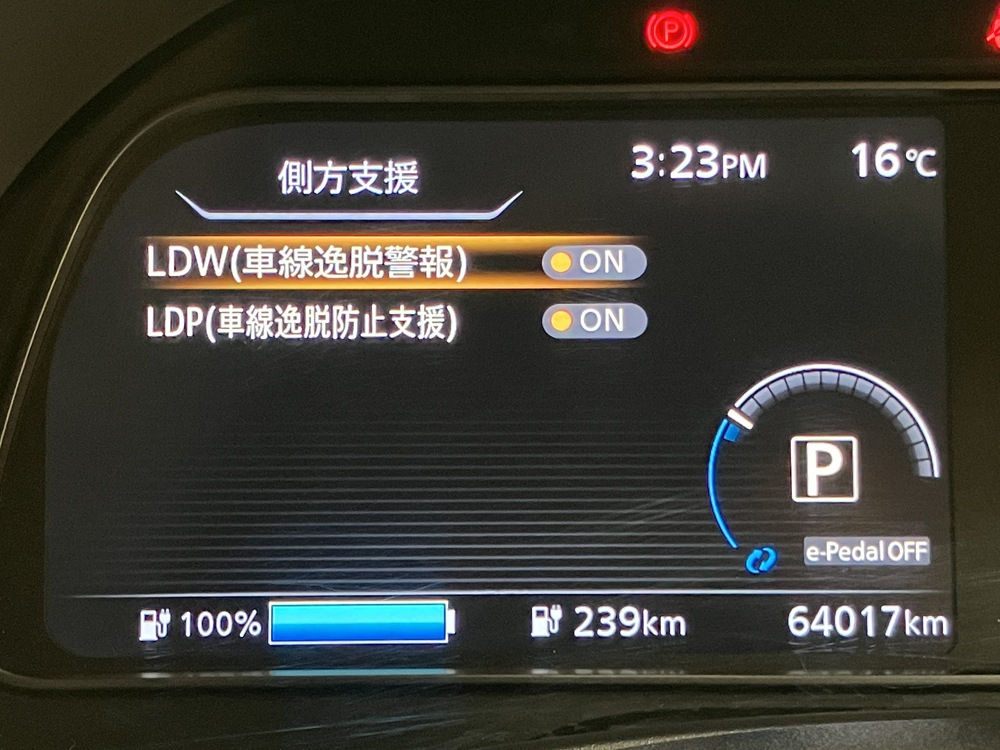 P
側方支援
3:23PM
16℃
LDW(車線逸脱警報)
ON
LDP(車線逸脱防止支援)
ON
P
e-Pedal OFF
100%
239km
64017km